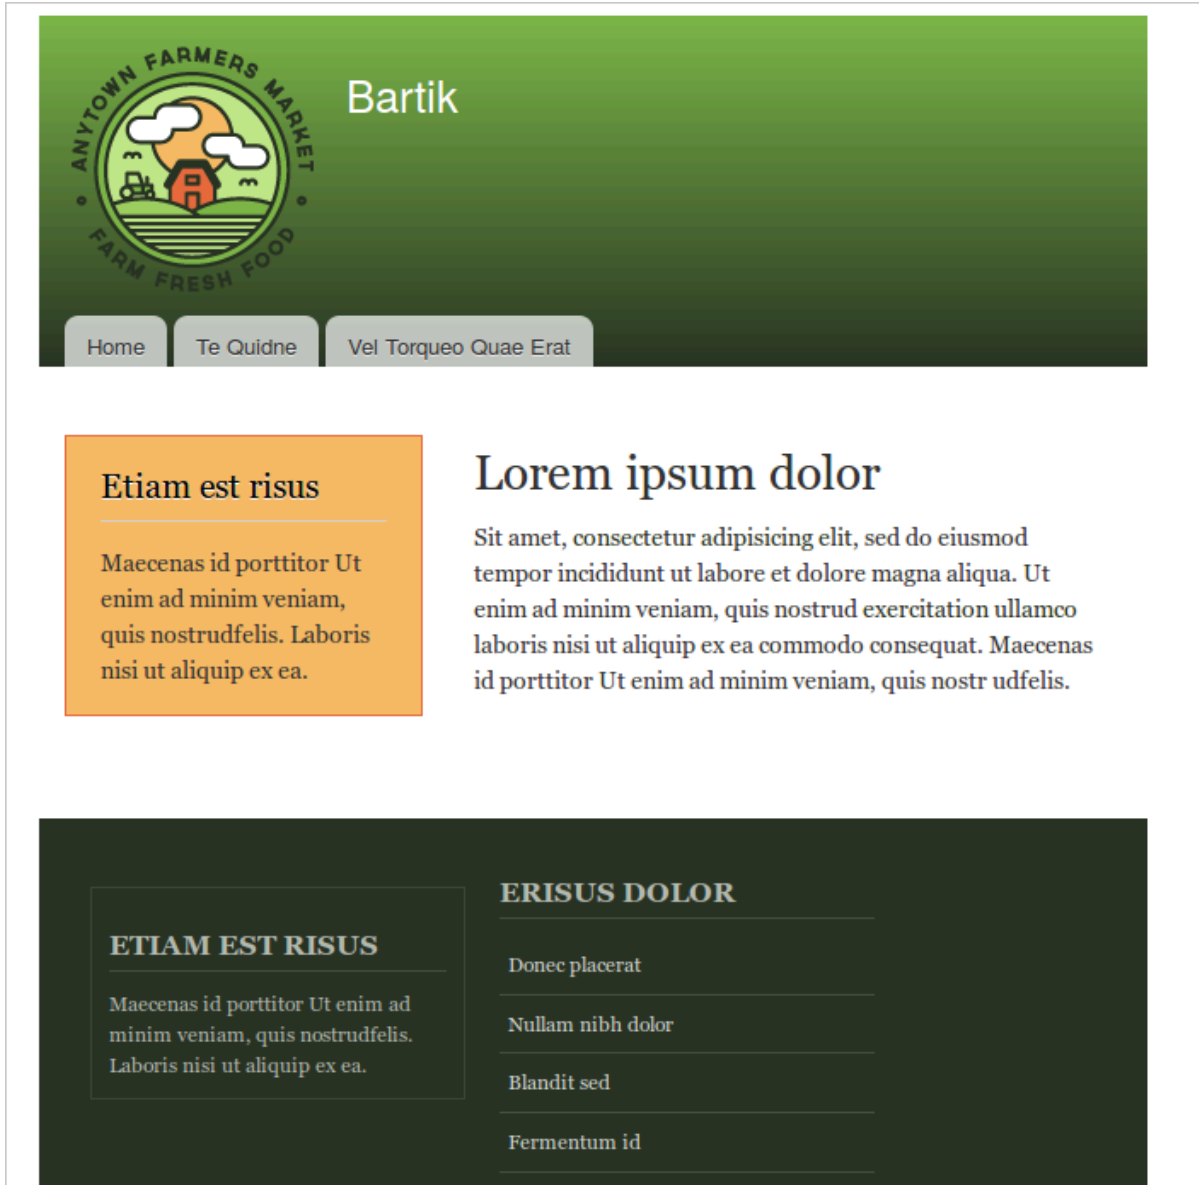 ANYTOWN FARMERS MARKET
FARM FRESH FOOD
Bartik
Home
Te Quidne
Vel Torqueo Quae Erat
Etiam est risus
Maecenas id porttitor Ut
enim ad minim veniam,
quis nostrudfelis. Laboris
nisi ut aliquip ex ea.
Lorem ipsum dolor
Sit amet, consectetur adipisicing elit, sed do eiusmod
tempor incididunt ut labore et dolore magna aliqua. Ut
enim ad minim veniam, quis nostrud exercitation ullamco
laboris nisi ut aliquip ex ea commodo consequat. Maecenas
id porttitor Ut enim ad minim veniam, quis nostr udfelis.
ETIAM EST RISUS
Maecenas id porttitor Ut enim ad
minim veniam, quis nostrudfelis.
Laboris nisi ut aliquip ex ea.
ERISUS DOLOR
Donec placerat
Nullam nibh dolor
Blandit sed
Fermentum id